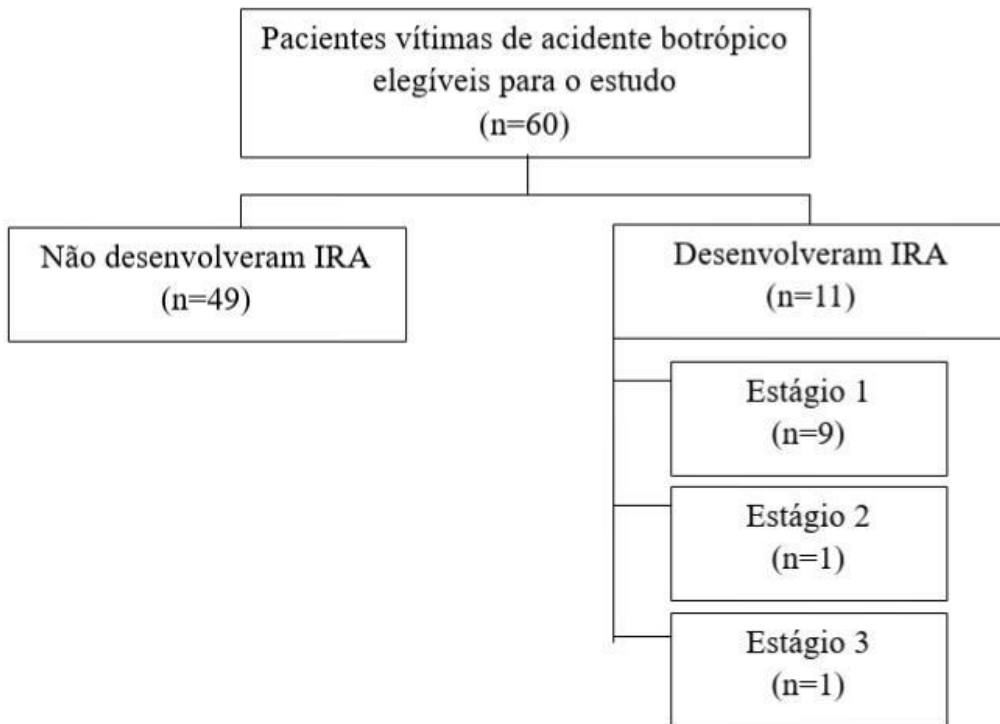 Pacientes vítimas de acidente botrópico
elegíveis para o estudo
(n=60)
Não desenvolveram IRA
(n=49)
Desenvolveram IRA
(n=11)
Estágio 1
(n=9)
Estágio 2
(n=1)
Estágio 3
(n=1)